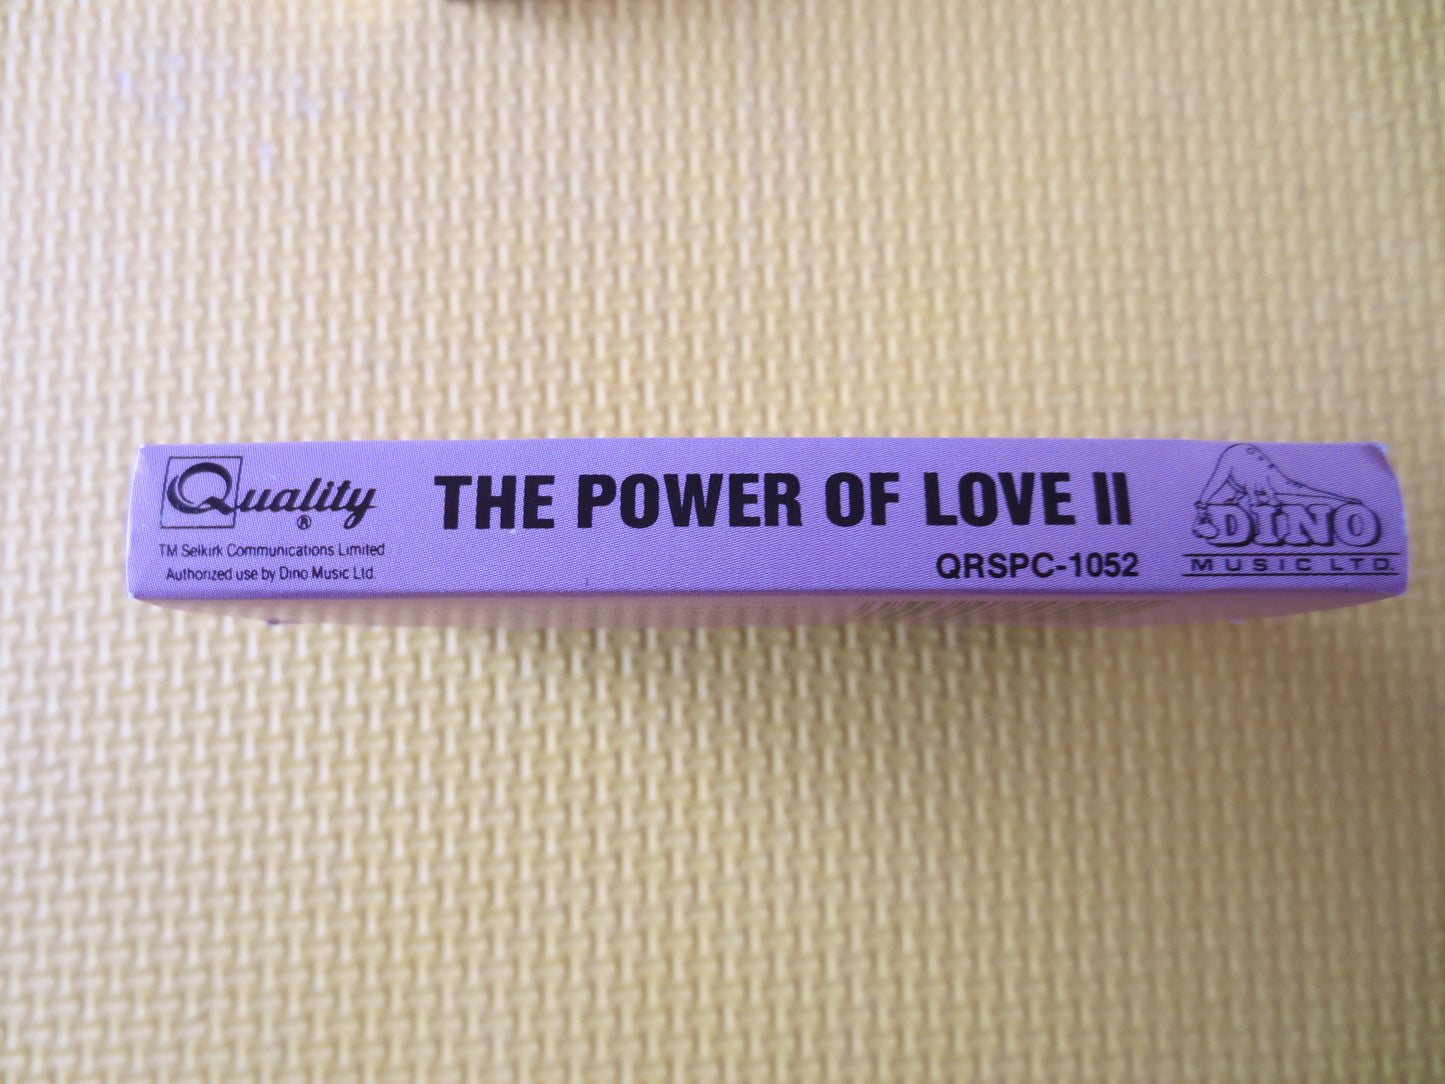 Quality
®
TM Selkirk Communications Limited
Authorized use by Dino Music Ltd.
THE POWER OF LOVE II
QRSPC-1052
DINO
MUSIC LTD.